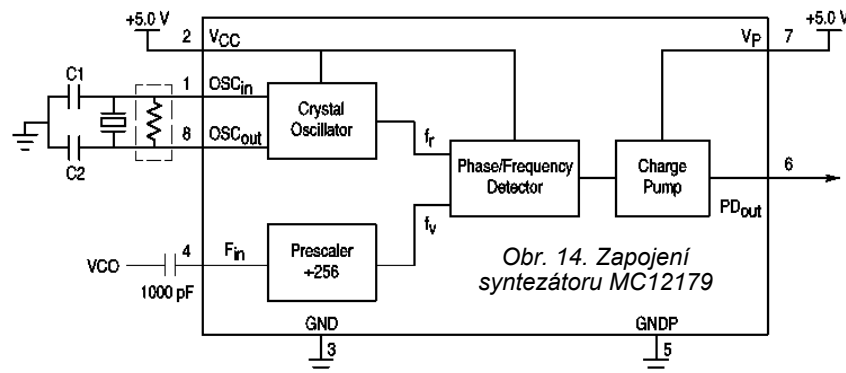 +5.0 V
+5.0 V
2
VCC
VP
7
C1
1
OSCin
Crystal
Oscillator
8
OSCout
C2
fr
Phase/Frequency
Detector
Charge
Pump
6
PDout
fv
4
Fin
Prescaler
÷256
VCO
1000 pF
Obr. 14. Zapojení
syntezátoru MC12179
GND
3
GNDP
5